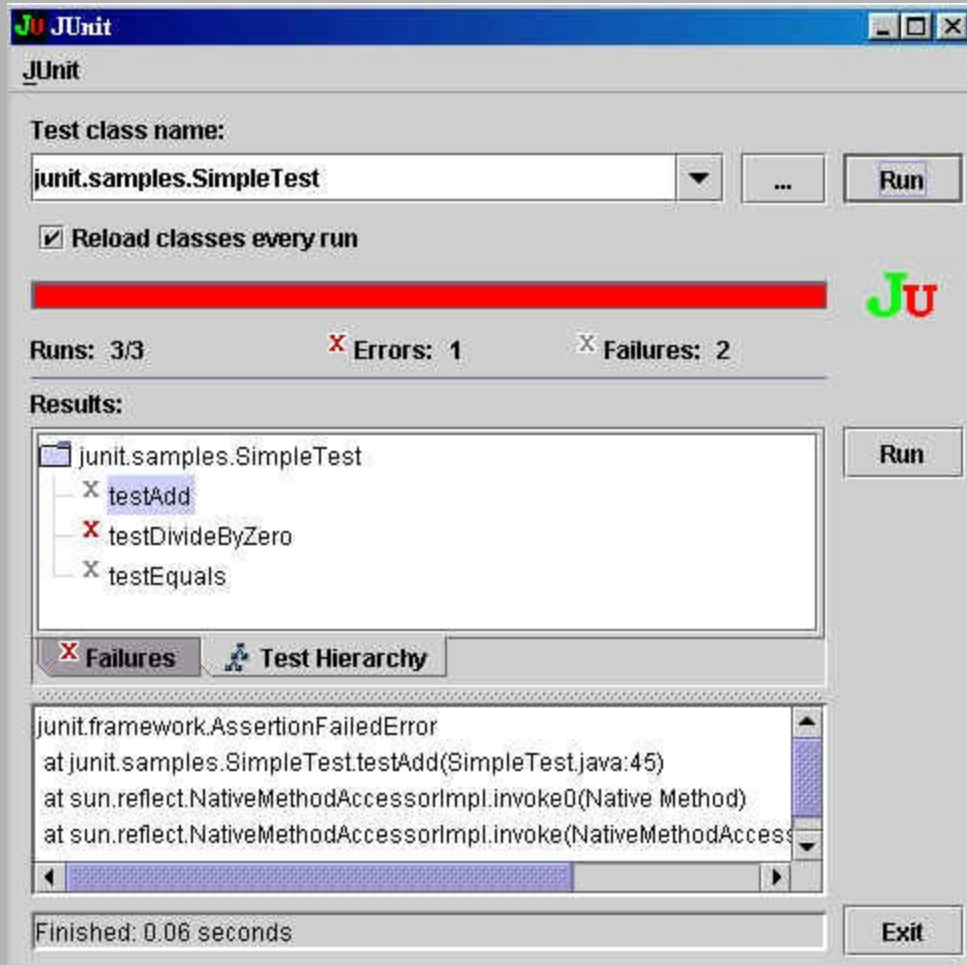 JU JUnit
JUnit
Test class name:
junit.samples.SimpleTest ... Run
Reload classes every run
JU
Runs: 3/3 X Errors: 1 X Failures: 2
Results:
junit.samples.SimpleTest Run
X testAdd
X testDivideByZero
X testEquals
X Failures Test Hierarchy
junit.framework.AssertionFailedError
at junit.samples.SimpleTest.testAdd(SimpleTest.java:45)
at sun.reflect.NativeMethodAccessorImpl.invoke0(Native Method)
at sun.reflect.NativeMethodAccessorImpl.invoke(NativeMethodAccess
Finished: 0.06 seconds Exit